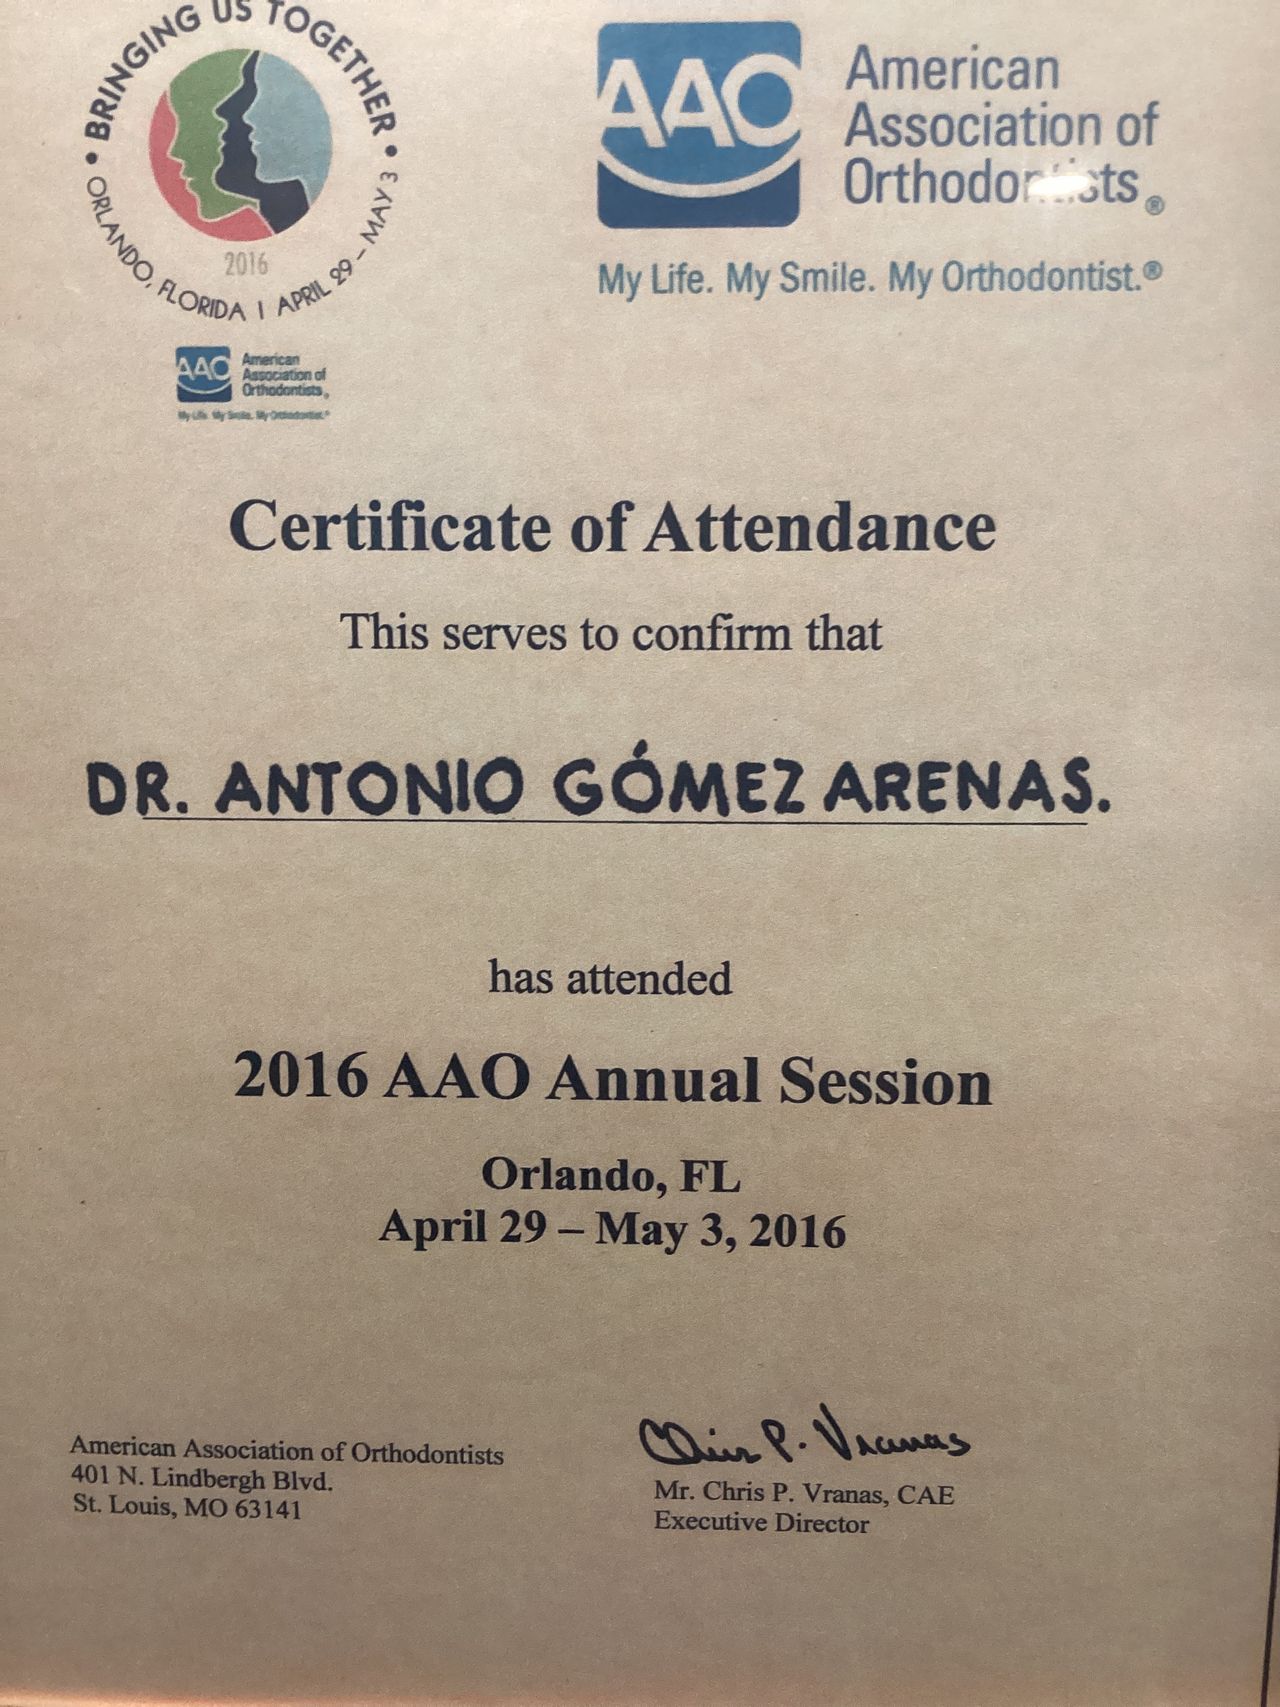 BRINGING US TOGETHER
ORLANDO, FLORIDA | APRIL 29 – MAY 3
2016
AAO American
Association of
Orthodontists®
My Life. My Smile. My Orthodontist.®
AAO American
Association of
Orthodontists®
My Life. My Smile. My Orthodontist.®
Certificate of Attendance
This serves to confirm that
DR. ANTONIO GÓMEZ ARENAS.
has attended
2016 AAO Annual Session
Orlando, FL
April 29 – May 3, 2016
American Association of Orthodontists
401 N. Lindbergh Blvd.
St. Louis, MO 63141
Chris P. Vranas
Mr. Chris P. Vranas, CAE
Executive Director